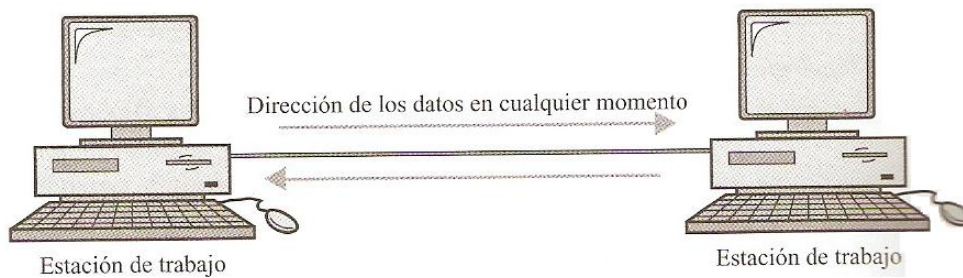 Dirección de los datos en cualquier momento
Estación de trabajo
Estación de trabajo